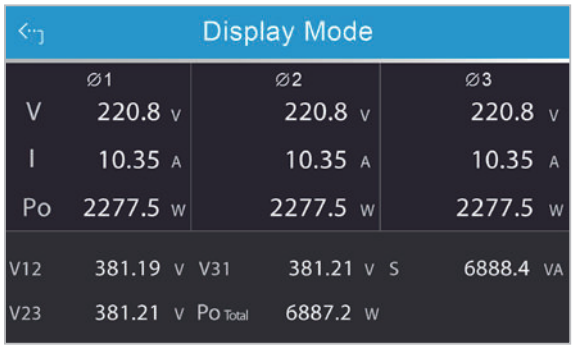 Display Mode
Ø1 Ø2 Ø3
V 220.8 V 220.8 V 220.8 V
I 10.35 A 10.35 A 10.35 A
Po 2277.5 W 2277.5 W 2277.5 W
V12 381.19 V V31 381.21 V S 6888.4 VA
V23 381.21 V Po Total 6887.2 W